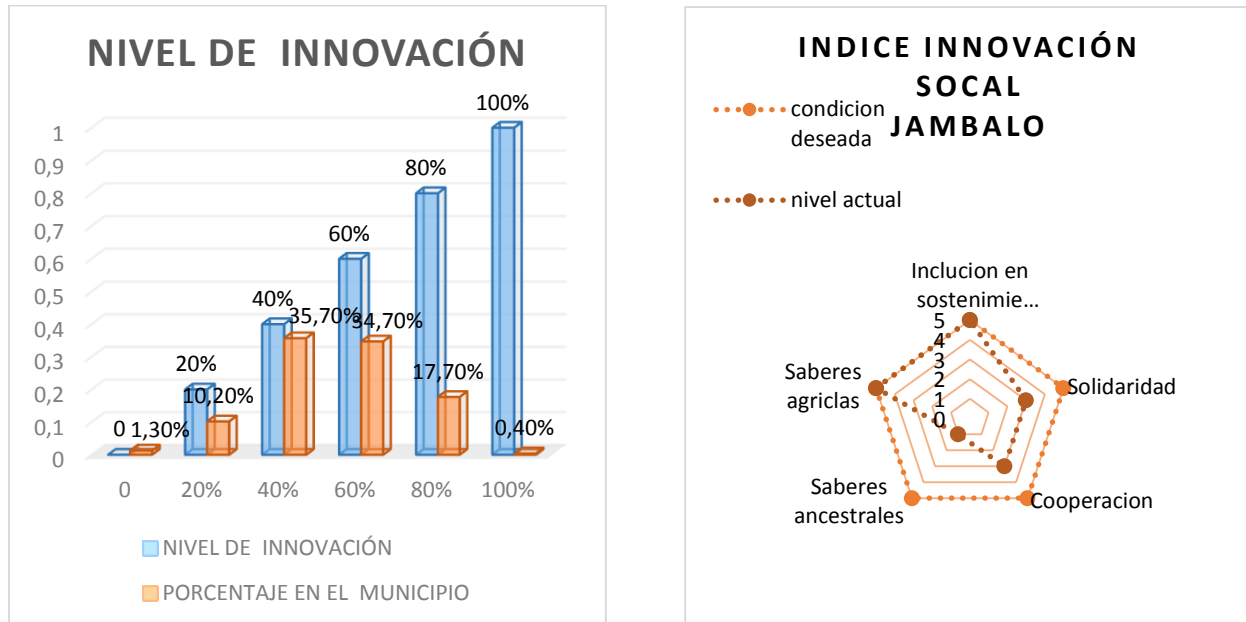 NIVEL DE INNOVACIÓN
100%
80%
60%
40%
35,70%
34,70%
20%
17,70%
10,20%
0
1,30%
0,40%
1
0,9
0,8
0,7
0,6
0,5
0,4
0,3
0,2
0,1
0
0
20%
40%
60%
80%
100%
NIVEL DE INNOVACIÓN
PORCENTAJE EN EL MUNICIPIO
INDICE INNOVACIÓN
SOCAL
JAMBALO
condicion
deseada
nivel actual
Inclucion en
sostenimie...
5
4
3
2
1
0
Solidaridad
Cooperacion
Saberes
ancestrales
Saberes
agriclas